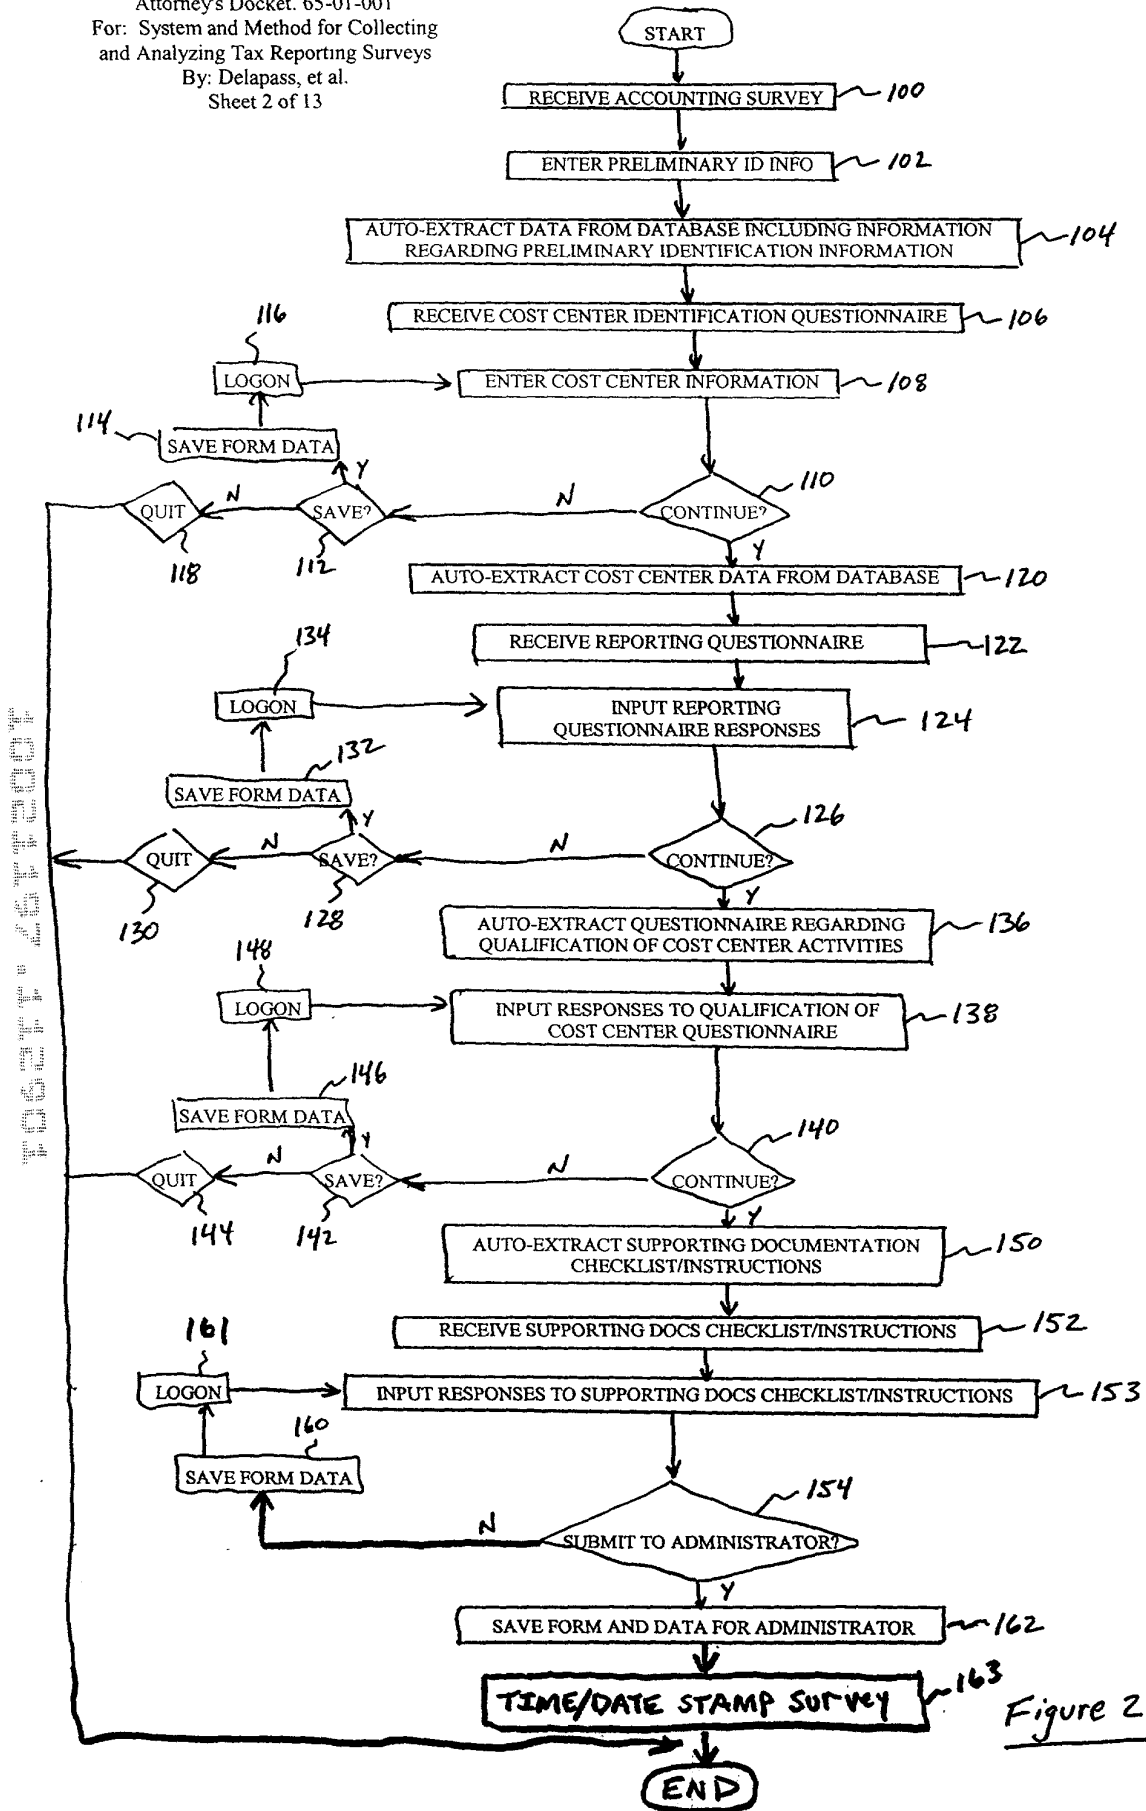 Attorney's Docket. 65-01-001
For: System and Method for Collecting
and Analyzing Tax Reporting Surveys
By: Delapass, et al.
Sheet 2 of 13
START
RECEIVE ACCOUNTING SURVEY
100
ENTER PRELIMINARY ID INFO
102
AUTO-EXTRACT DATA FROM DATABASE INCLUDING INFORMATION
REGARDING PRELIMINARY IDENTIFICATION INFORMATION
104
RECEIVE COST CENTER IDENTIFICATION QUESTIONNAIRE
106
116
LOGON
ENTER COST CENTER INFORMATION
108
114
SAVE FORM DATA
Y
110
QUIT
N
SAVE?
N
CONTINUE?
118
112
Y
AUTO-EXTRACT COST CENTER DATA FROM DATABASE
120
RECEIVE REPORTING QUESTIONNAIRE
122
134
LOGON
INPUT REPORTING
QUESTIONNAIRE RESPONSES
124
132
SAVE FORM DATA
Y
126
QUIT
N
SAVE?
N
CONTINUE?
130
128
Y
AUTO-EXTRACT QUESTIONNAIRE REGARDING
QUALIFICATION OF COST CENTER ACTIVITIES
136
148
LOGON
INPUT RESPONSES TO QUALIFICATION OF
COST CENTER QUESTIONNAIRE
138
146
SAVE FORM DATA
Y
140
QUIT
N
SAVE?
N
CONTINUE?
144
142
Y
AUTO-EXTRACT SUPPORTING DOCUMENTATION
CHECKLIST/INSTRUCTIONS
150
RECEIVE SUPPORTING DOCS CHECKLIST/INSTRUCTIONS
152
161
LOGON
INPUT RESPONSES TO SUPPORTING DOCS CHECKLIST/INSTRUCTIONS
153
160
SAVE FORM DATA
154
N
SUBMIT TO ADMINISTRATOR?
Y
SAVE FORM AND DATA FOR ADMINISTRATOR
162
TIME/DATE STAMP SURVEY
163
Figure 2
END